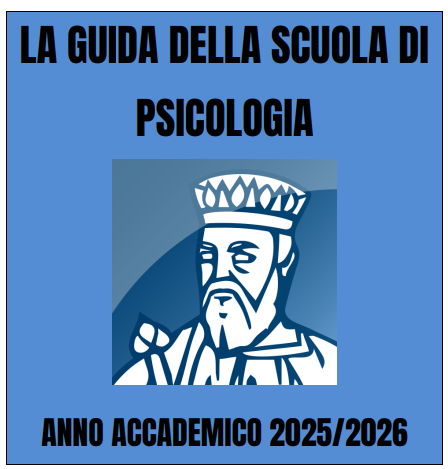 LA GUIDA DELLA SCUOLA DI
PSICOLOGIA
ANNO ACCADEMICO 2025/2026